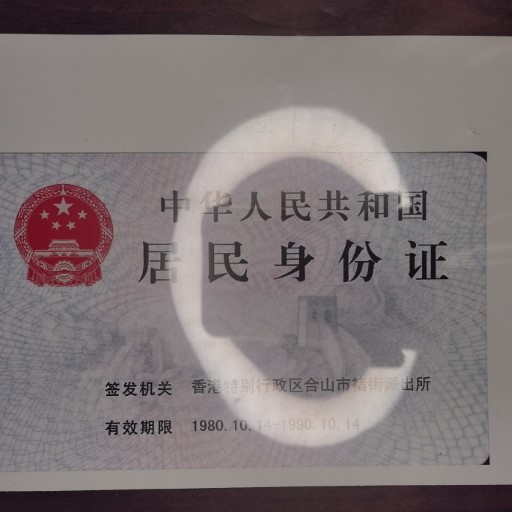 中华人民共和国
居民身份证
签发机关 香港特别行政区合山市禧街派出所
有效期限 1980.10.14-1990.10.14